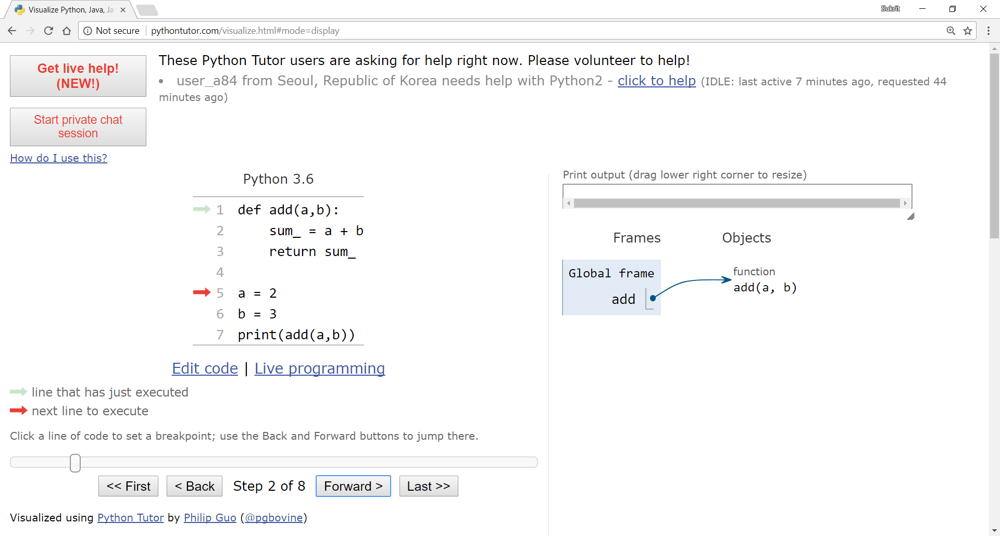 Visualize Python, Java, Ja
Sukrit
Not secure
pythontutor.com/visualize.html#mode=display
Get live help!
(NEW!)
These Python Tutor users are asking for help right now. Please volunteer to help!
• user_a84 from Seoul, Republic of Korea needs help with Python2 - click to help (IDLE: last active 7 minutes ago, requested 44
minutes ago)
Start private chat
session
How do I use this?
Python 3.6
1 def add(a,b):
2     sum_ = a + b
3     return sum_
4
5 a = 2
6 b = 3
7 print(add(a,b))
Edit code | Live programming
line that has just executed
next line to execute
Click a line of code to set a breakpoint; use the Back and Forward buttons to jump there.
<< First
< Back
Step 2 of 8
Forward >
Last >>
Visualized using Python Tutor by Philip Guo (@pgbovine)
Print output (drag lower right corner to resize)
Frames
Objects
Global frame
add
function
add(a, b)